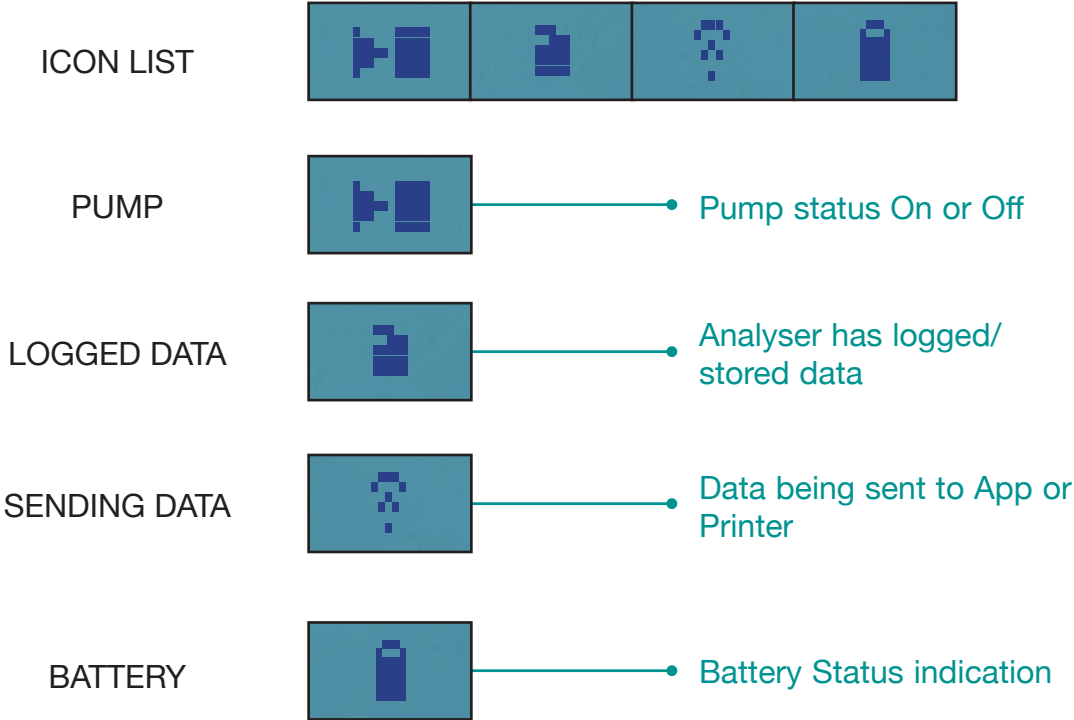 ICON LIST
PUMP
Pump status On or Off
LOGGED DATA
Analyser has logged/
stored data
SENDING DATA
Data being sent to App or
Printer
BATTERY
Battery Status indication